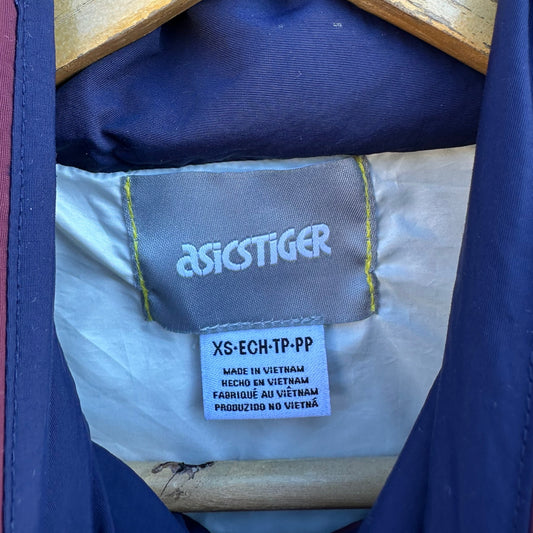 asicsTIGER
XS•ECH•TP•PP
MADE IN VIETNAM
HECHO EN VIETNAM
FABRIQUÉ AU VIÊTNAM
PRODUZIDO NO VIETNÃ